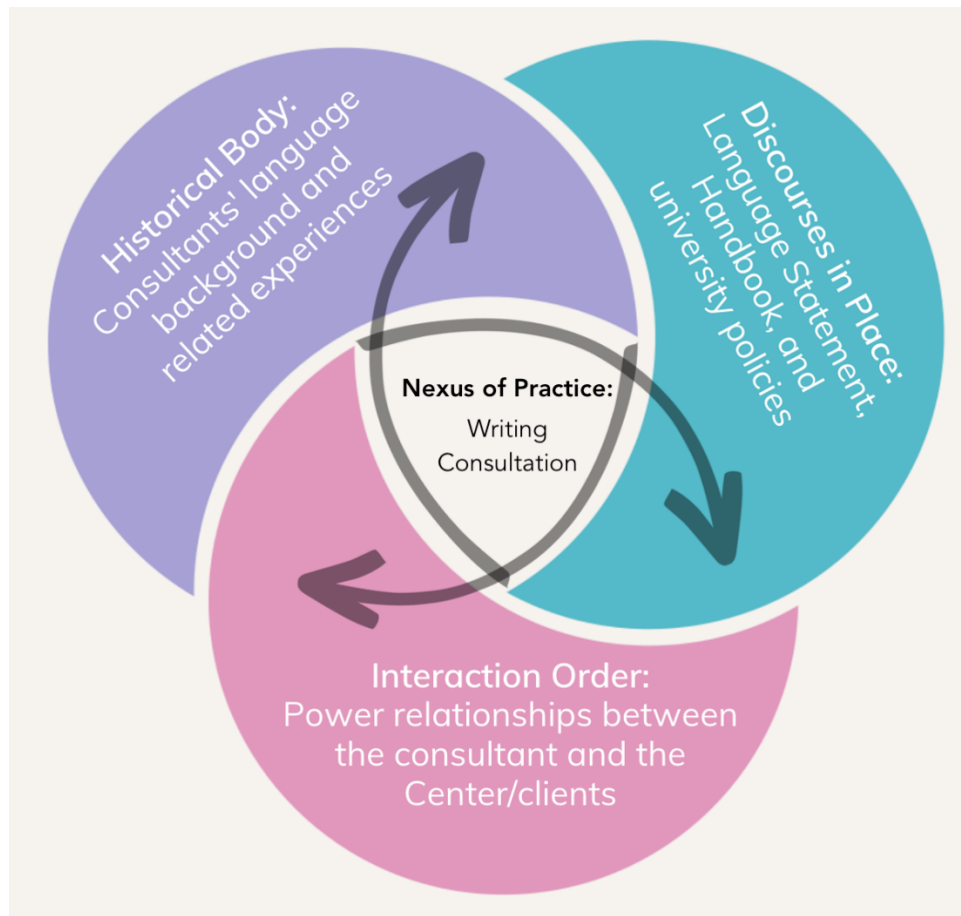 Historical Body:
Consultants' language
background and
related experiences
Discourses in Place:
Language Statement,
Handbook, and
university policies
Nexus of Practice:
Writing
Consultation
Interaction Order:
Power relationships between
the consultant and the
Center/clients